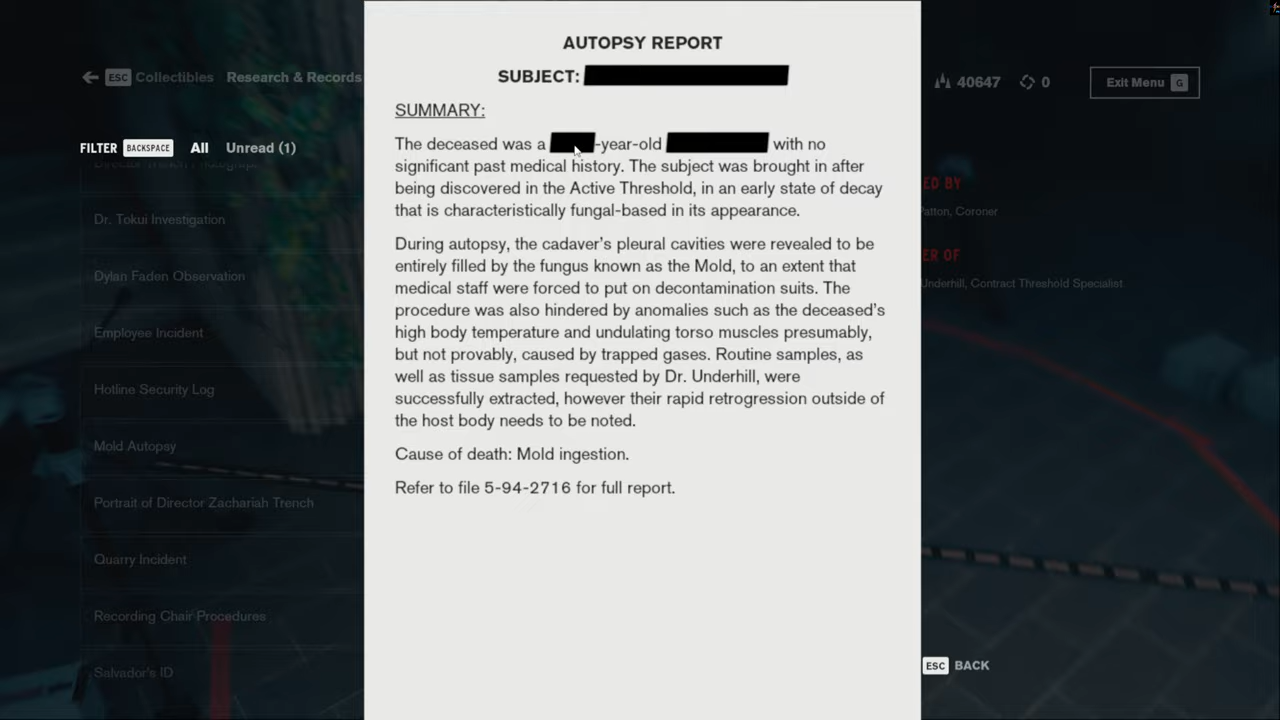 AUTOPSY REPORT
SUBJECT:
ESC Collectibles Research & Records
40647 0 Exit Menu G
SUMMARY:
FILTER BACKSPACE All Unread (1)
The deceased was a -year-old with no
significant past medical history. The subject was brought in after
being discovered in the Active Threshold, in an early state of decay
that is characteristically fungal-based in its appearance.
During autopsy, the cadaver's pleural cavities were revealed to be
entirely filled by the fungus known as the Mold, to an extent that
medical staff were forced to put on decontamination suits. The
procedure was also hindered by anomalies such as the deceased's
high body temperature and undulating torso muscles presumably,
but not provably, caused by trapped gases. Routine samples, as
well as tissue samples requested by Dr. Underhill, were
successfully extracted, however their rapid retrogression outside of
the host body needs to be noted.
Cause of death: Mold ingestion.
Refer to file 5-94-2716 for full report.
Dr. Tokui Investigation
Dylan Faden Observation
Employee Incident
Hotline Security Log
Mold Autopsy
Portrait of Director Zachariah Trench
Quarry Incident
Recording Chair Procedures
Salvador's ID
ED BY
Patton, Coroner
ER OF
Underhill, Contract Threshold Specialist
ESC BACK